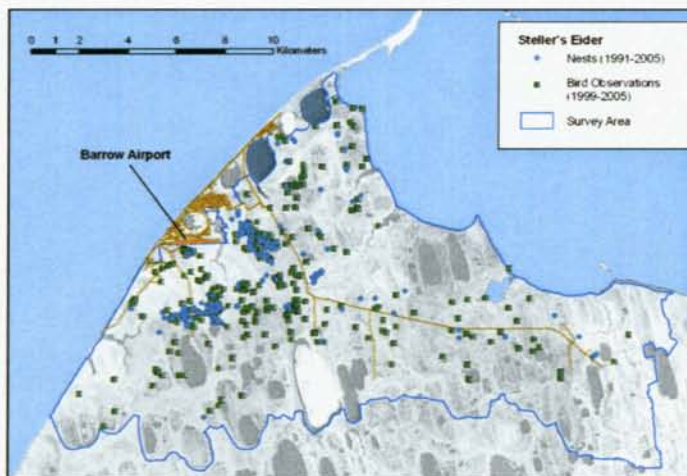 0 1 2 4 6 8 10
Kilometers
Steller's Eider
Nests (1991-2005)
Bird Observations
(1999-2005)
Survey Area
Barrow Airport